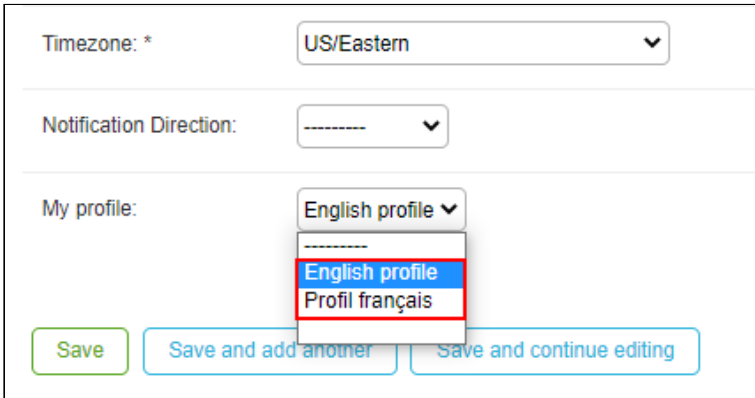 Timezone: * US/Eastern
Notification Direction: ---------
My profile: English profile
---------
English profile
Profil français
Save Save and add another Save and continue editing